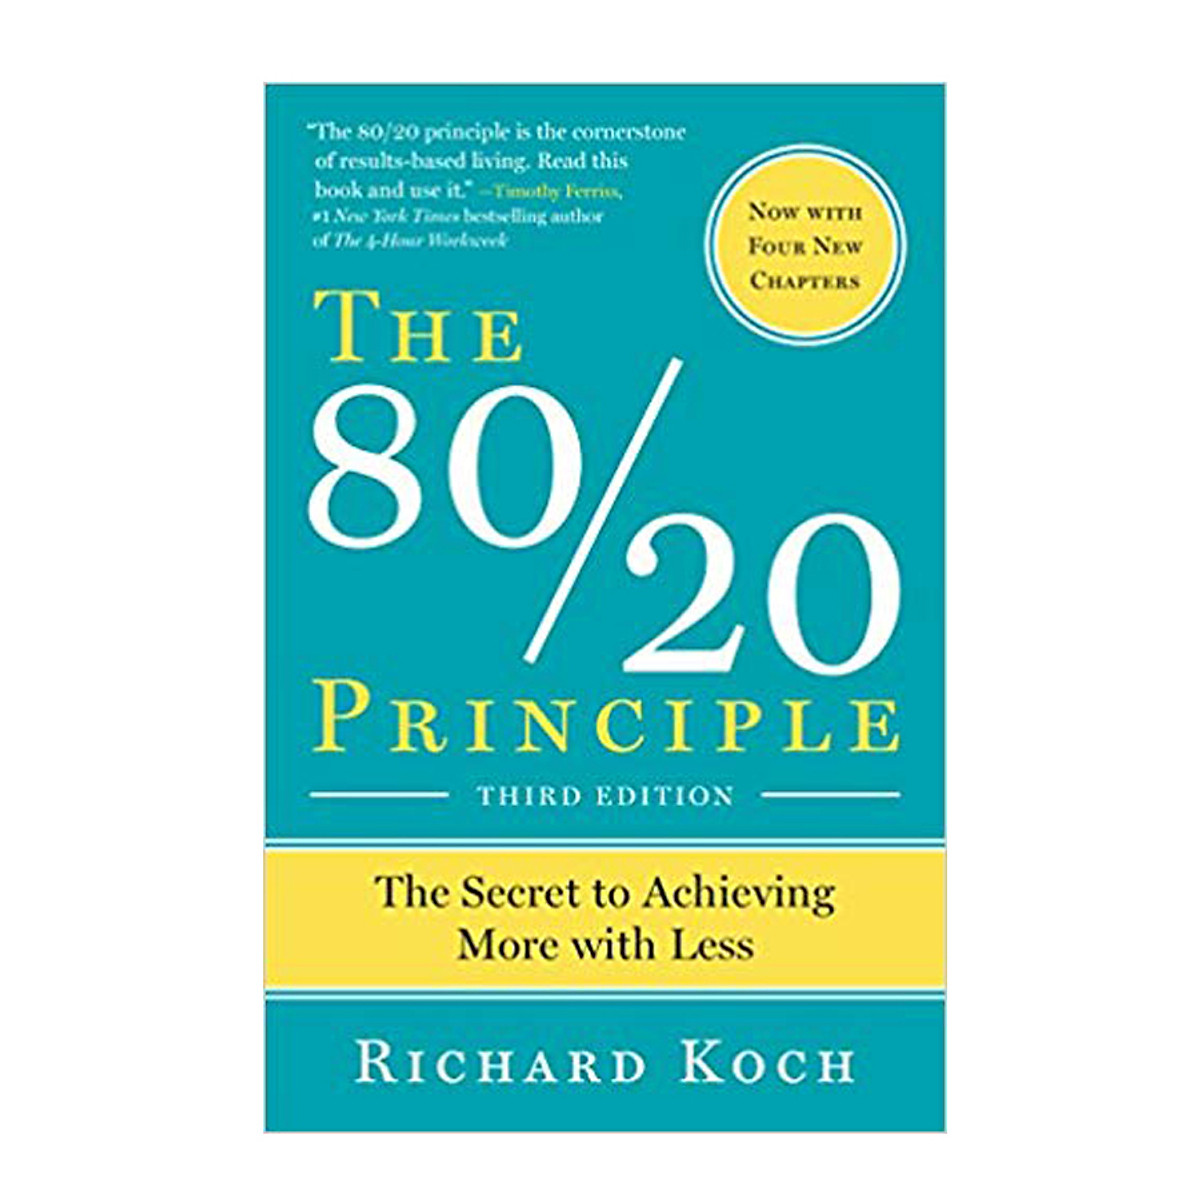 "The 80/20 principle is the cornerstone
of results-based living. Read this
book and use it." —Timothy Ferriss,
#1 New York Times bestselling author
of The 4-Hour Workweek
NOW WITH
FOUR NEW
CHAPTERS
THE
80/20
PRINCIPLE
THIRD EDITION
The Secret to Achieving
More with Less
RICHARD KOCH